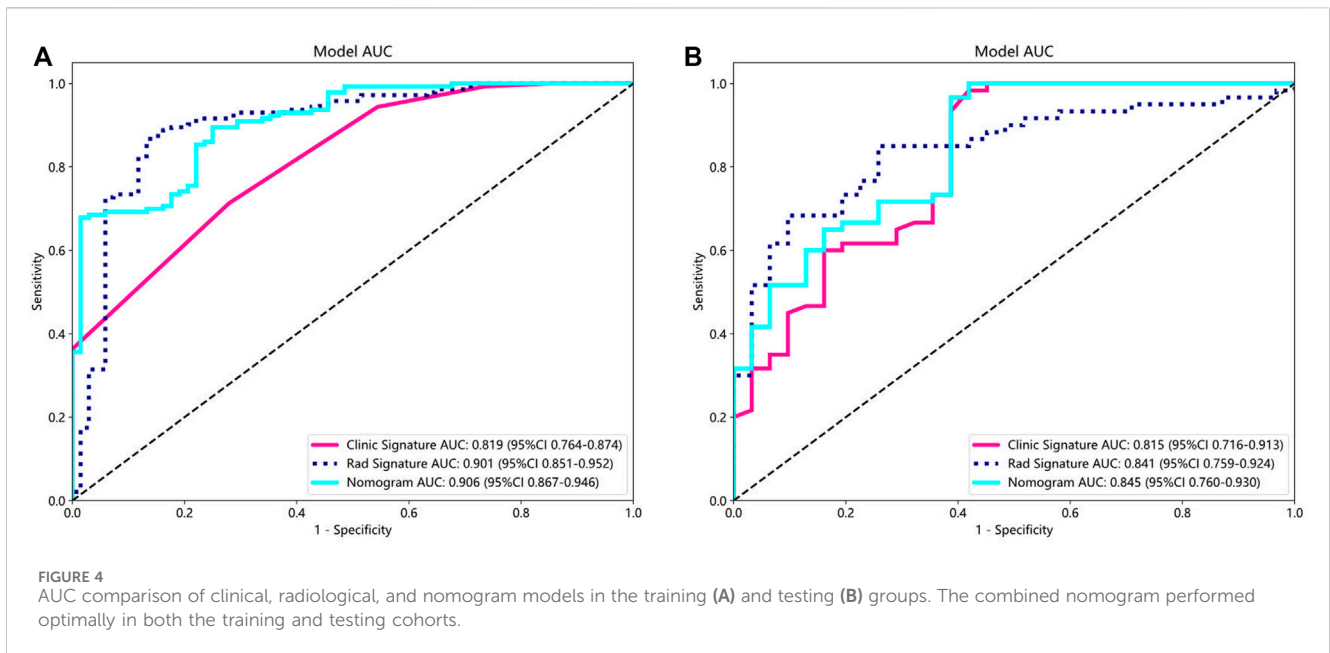 A
Model AUC
1.0
0.8
0.6
0.4
0.2
0.0
Sensitivity
0.0 0.2 0.4 0.6 0.8 1.0
1 - Specificity
Clinic Signature AUC: 0.819 (95%CI 0.764-0.874)
Rad Signature AUC: 0.901 (95%CI 0.851-0.952)
Nomogram AUC: 0.906 (95%CI 0.867-0.946)
B
Model AUC
1.0
0.8
0.6
0.4
0.2
0.0
Sensitivity
0.0 0.2 0.4 0.6 0.8 1.0
1 - Specificity
Clinic Signature AUC: 0.815 (95%CI 0.716-0.913)
Rad Signature AUC: 0.841 (95%CI 0.759-0.924)
Nomogram AUC: 0.845 (95%CI 0.760-0.930)
FIGURE 4
AUC comparison of clinical, radiological, and nomogram models in the training (A) and testing (B) groups. The combined nomogram performed
optimally in both the training and testing cohorts.